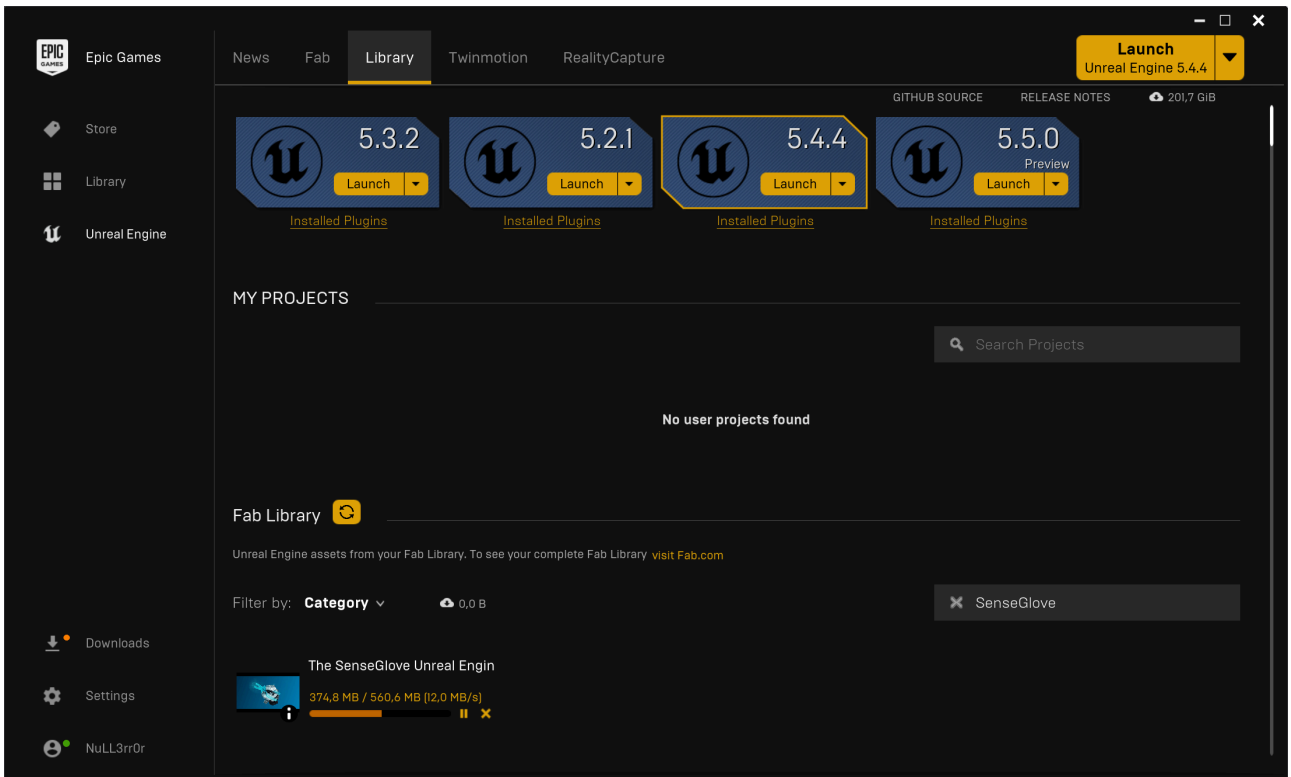 EPIC
GAMES
Epic Games
News
Fab
Library
Twinmotion
RealityCapture
Launch
Unreal Engine 5.4.4
Store
Library
Unreal Engine
GITHUB SOURCE
RELEASE NOTES
201,7 GiB
5.3.2
Launch
Installed Plugins
5.2.1
Launch
Installed Plugins
5.4.4
Launch
Installed Plugins
5.5.0
Preview
Launch
Installed Plugins
MY PROJECTS
Search Projects
No user projects found
Fab Library
Unreal Engine assets from your Fab Library. To see your complete Fab Library visit Fab.com
Filter by: Category
0,0 B
SenseGlove
The SenseGlove Unreal Engin
374,8 MB / 560,6 MB (12,0 MB/s)
Downloads
Settings
NuLL3rr0r